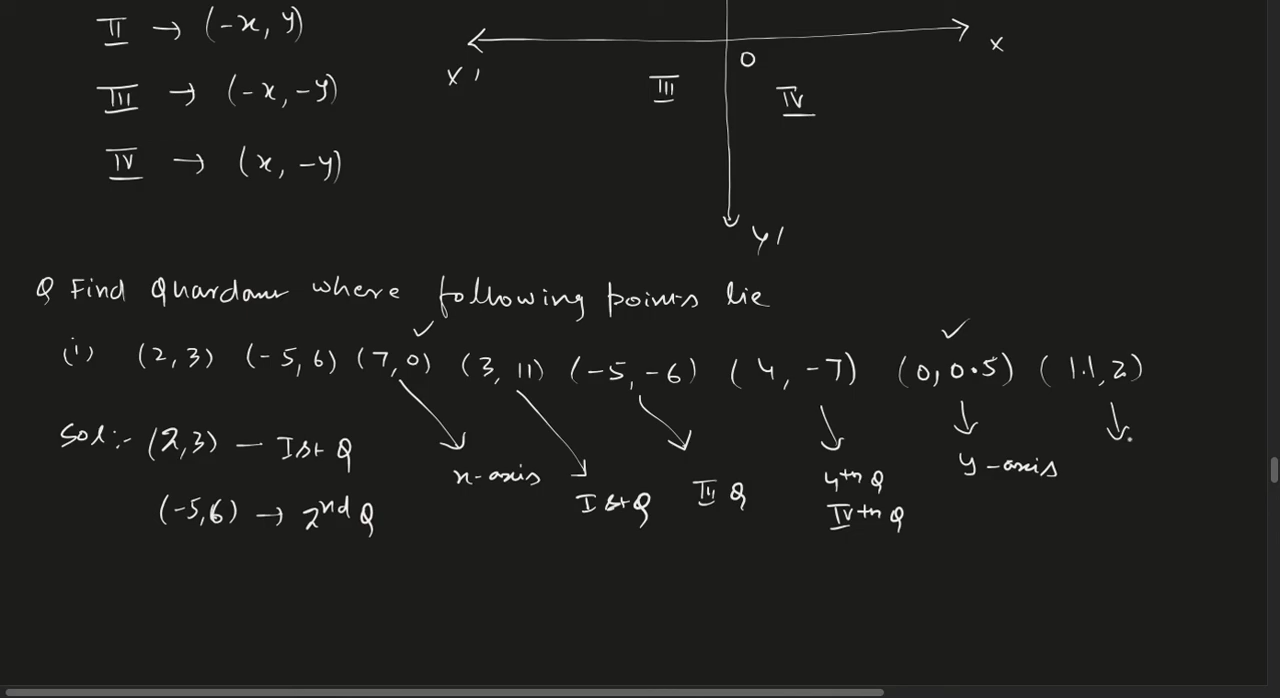 II → (-x, y)
III → (-x, -y)
IV → (x, -y)
X
O
X'
III
IV
y'
Q Find Quardant where following points lie
(i) (2,3) (-5,6) (7,0) (3,11) (-5,-6) (4,-7) (0,0.5) (1.1,2)
Sol:- (2,3) — Ist Q
(-5,6) → 2nd Q
x-axis
Ist Q
III Q
4th Q
IVth Q
y-axis